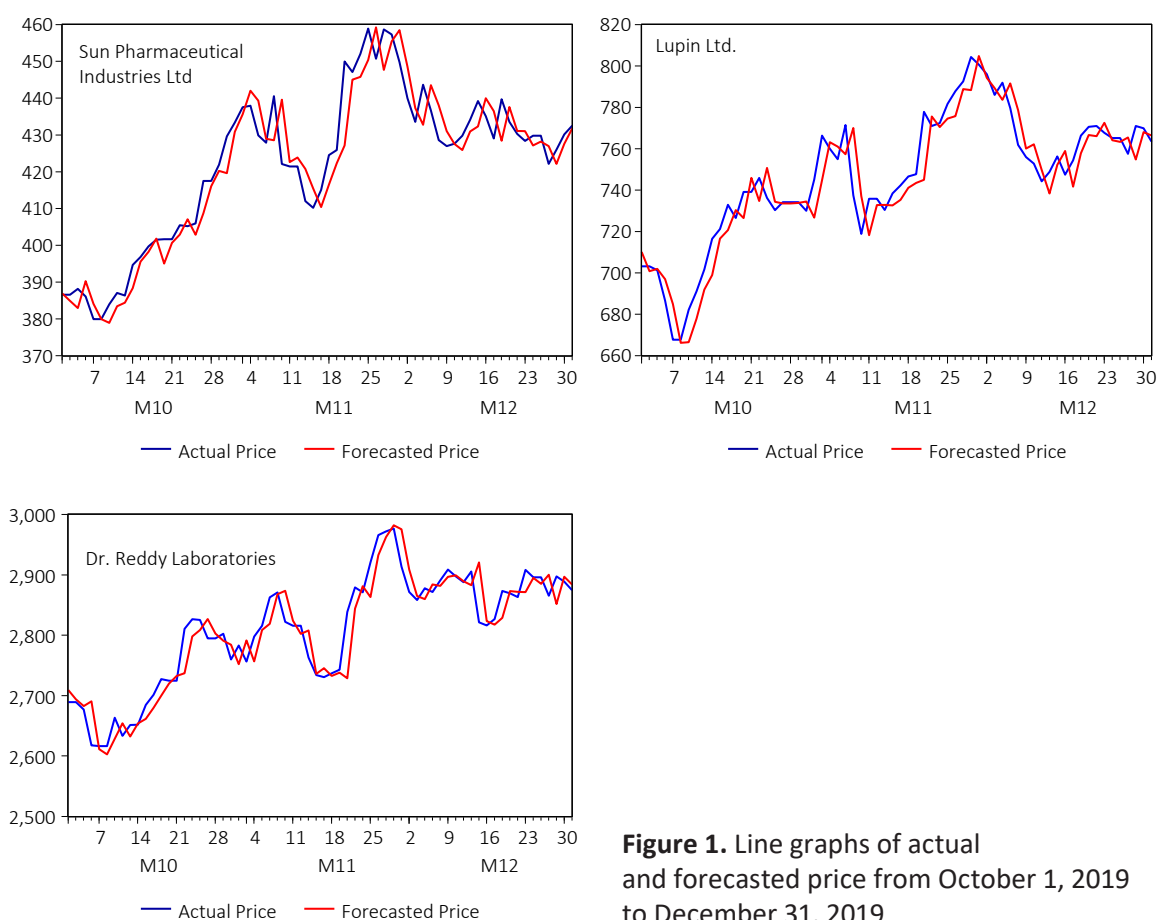 460
450
440
430
420
410
400
390
380
370
Sun Pharmaceutical
Industries Ltd
7 14 21 28 4 11 18 25 2 9 16 23 30
M10 M11 M12
Actual Price Forecasted Price
820
800
780
760
740
720
700
680
660
Lupin Ltd.
7 14 21 28 4 11 18 25 2 9 16 23 30
M10 M11 M12
Actual Price Forecasted Price
3,000
2,900
2,800
2,700
2,600
2,500
Dr. Reddy Laboratories
7 14 21 28 4 11 18 25 2 9 16 23 30
M10 M11 M12
Actual Price Forecasted Price
Figure 1. Line graphs of actual
and forecasted price from October 1, 2019
to December 31, 2019